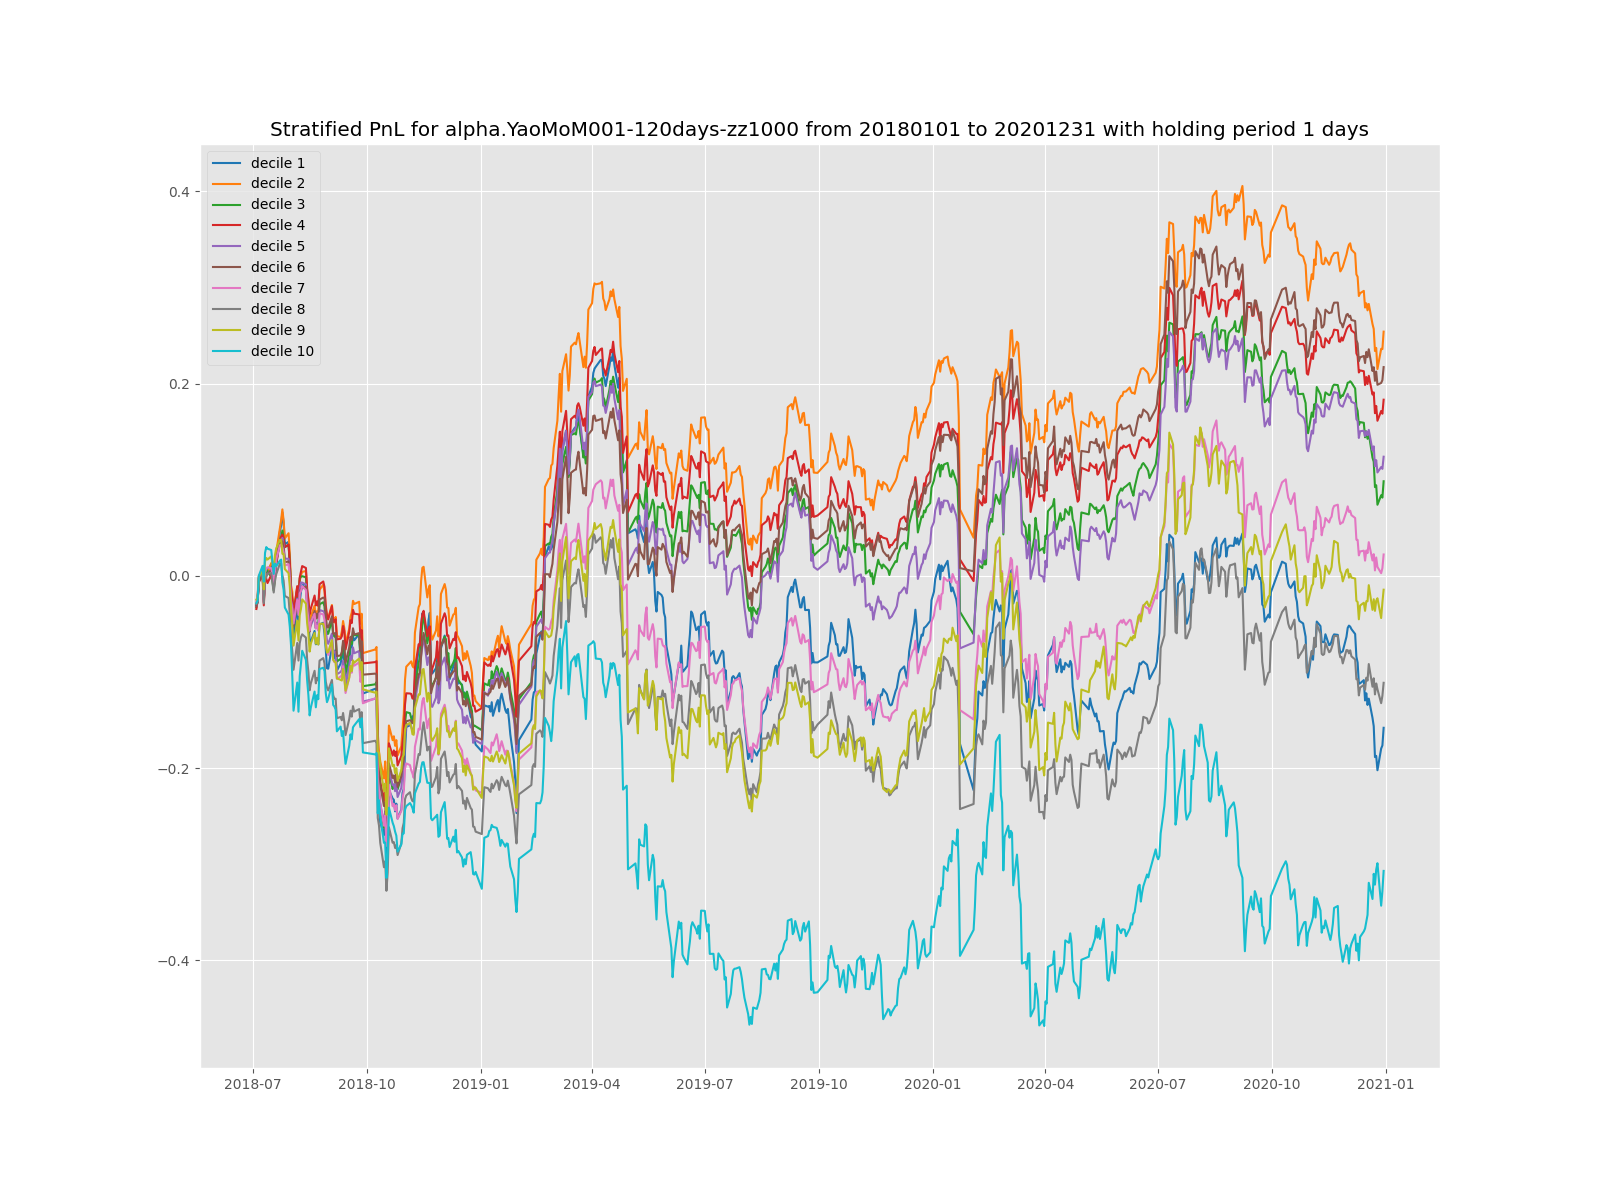 Stratified PnL for alpha.YaoMoM001-120days-zz1000 from 20180101 to 20201231 with holding period 1 days
decile 1
decile 2
decile 3
decile 4
decile 5
decile 6
decile 7
decile 8
decile 9
decile 10
0.4
0.2
0.0
−0.2
−0.4
2018-07 2018-10 2019-01 2019-04 2019-07 2019-10 2020-01 2020-04 2020-07 2020-10 2021-01